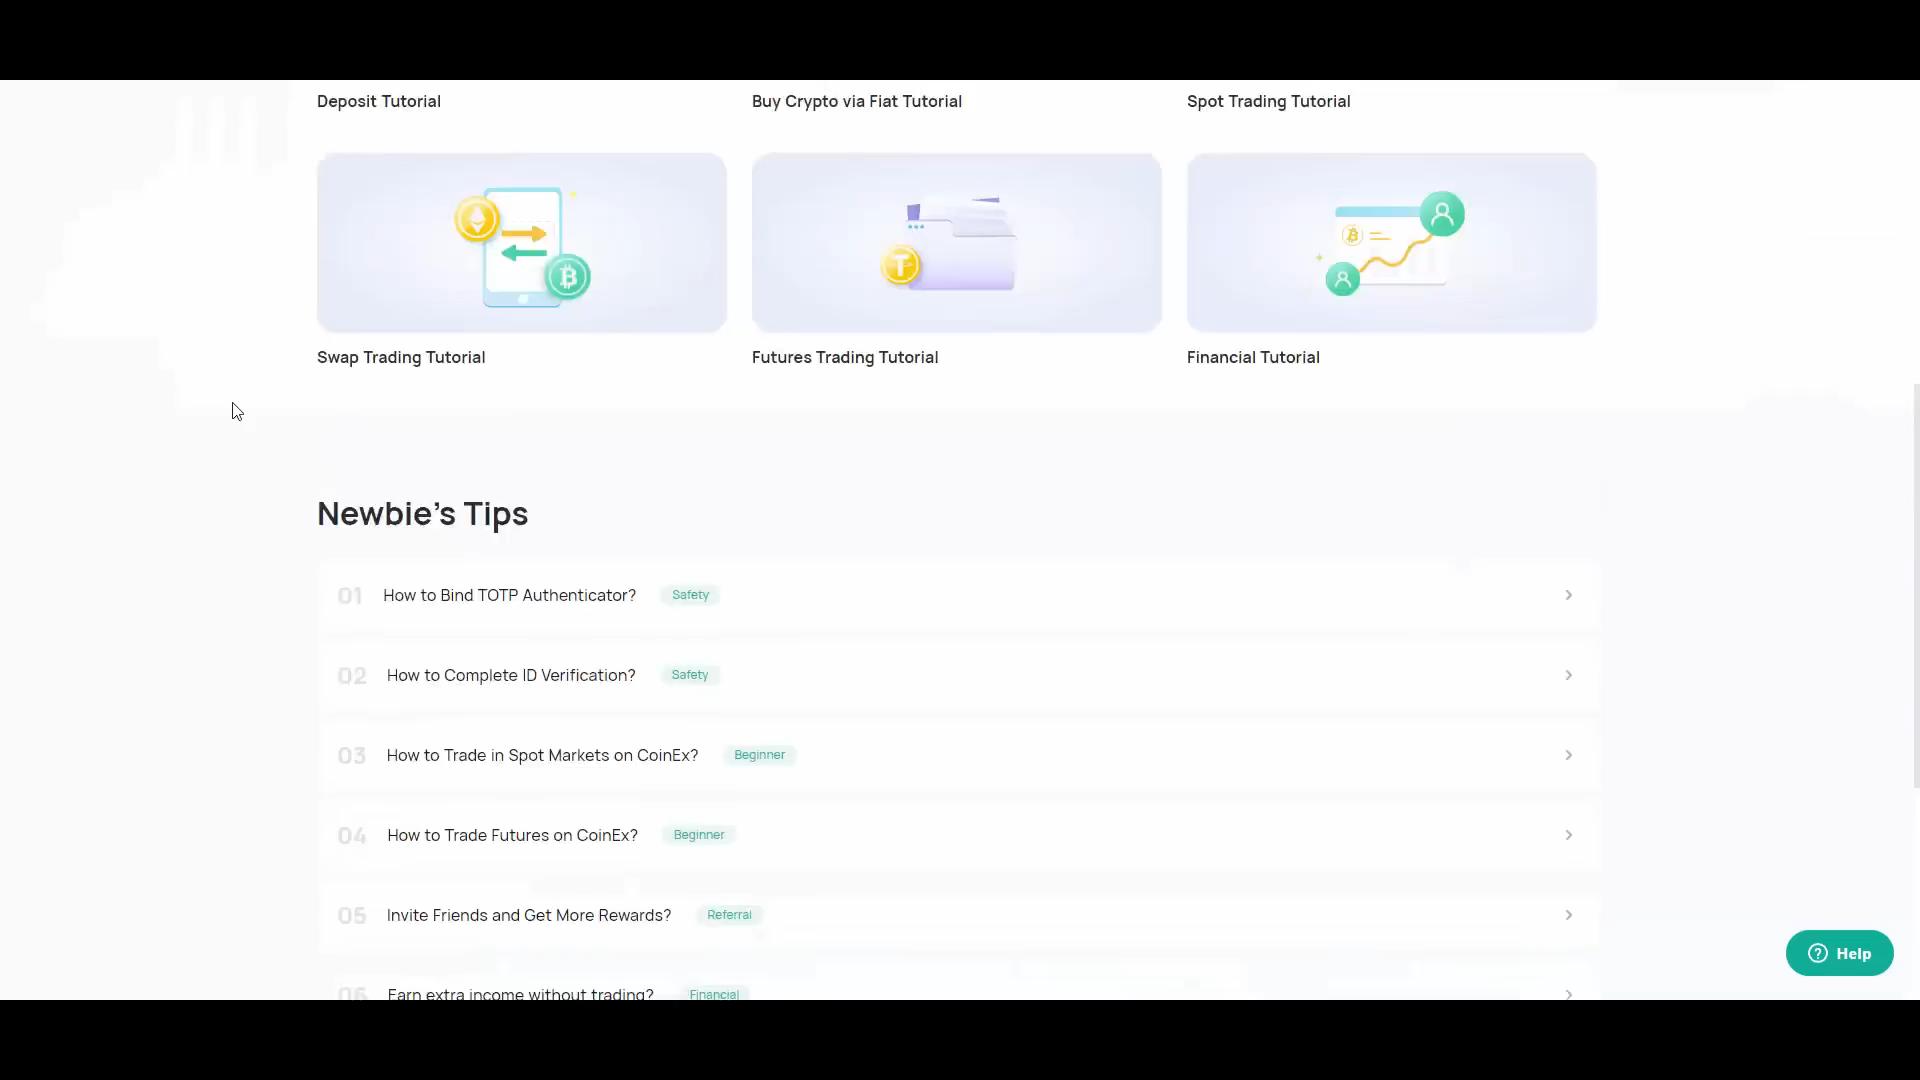 Deposit Tutorial
Buy Crypto via Fiat Tutorial
Spot Trading Tutorial
Swap Trading Tutorial
Futures Trading Tutorial
Financial Tutorial
Newbie's Tips
01 How to Bind TOTP Authenticator? Safety
02 How to Complete ID Verification? Safety
03 How to Trade in Spot Markets on CoinEx? Beginner
04 How to Trade Futures on CoinEx? Beginner
05 Invite Friends and Get More Rewards? Referral
06 Earn extra income without trading? Financial
Help